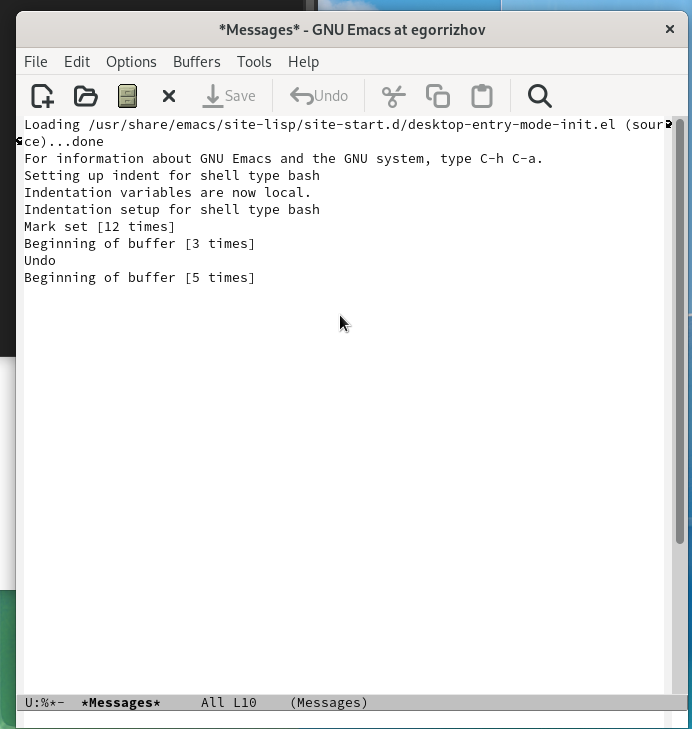 *Messages* - GNU Emacs at egorrizhov
File Edit Options Buffers Tools Help
Save Undo
Loading /usr/share/emacs/site-lisp/site-start.d/desktop-entry-mode-init.el (sour
ce)...done
For information about GNU Emacs and the GNU system, type C-h C-a.
Setting up indent for shell type bash
Indentation variables are now local.
Indentation setup for shell type bash
Mark set [12 times]
Beginning of buffer [3 times]
Undo
Beginning of buffer [5 times]
U:%*- *Messages* All L10 (Messages)